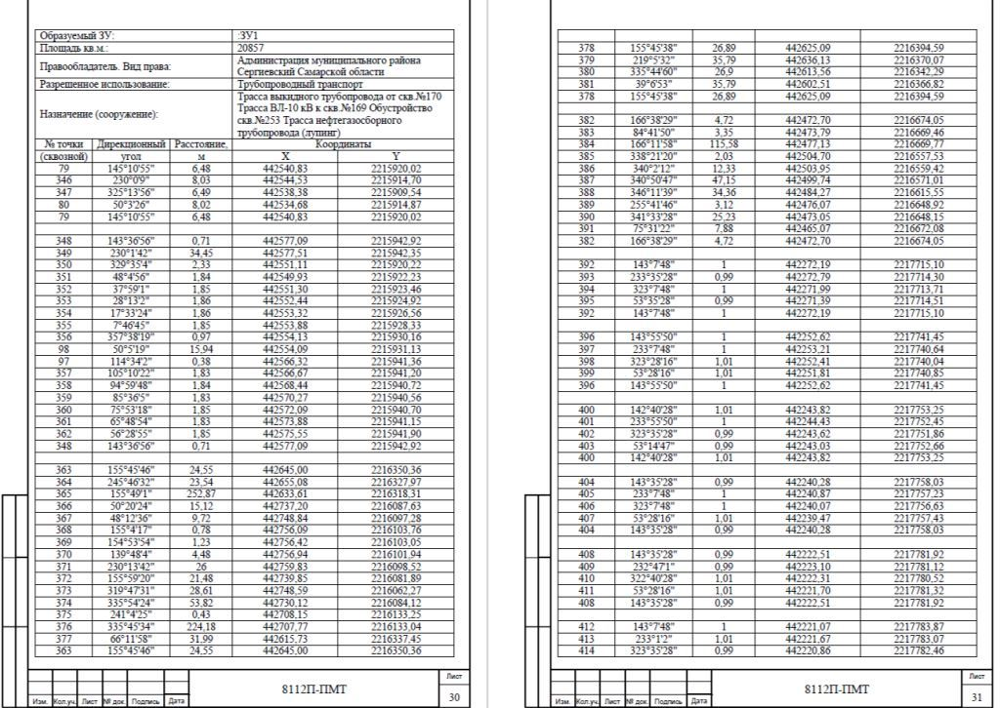 Образуемый ЗУ: :ЗУ1
Площадь кв.м.: 20857
Правообладатель. Вид права: Администрация муниципального района
Сергиевский Самарской области
Разрешенное использование: Трубопроводный транспорт
Назначение (сооружение): Трасса выкидного трубопровода от скв.№170
Трасса ВЛ-10 кВ к скв.№169 Обустройство
скв.№253 Трасса нефтегазосборного
трубопровода (лупинг)
№ точки Дирекционный Расстояние, Координаты
(сквозной) угол м X Y
79 145°10'55" 6,48 442540,83 2215920,02
346 230°0'9" 8,03 442544,53 2215914,70
347 325°13'56" 6,49 442538,38 2215909,54
80 50°3'26" 8,02 442534,68 2215914,87
79 145°10'55" 6,48 442540,83 2215920,02
348 143°36'56" 0,71 442577,09 2215942,92
349 230°1'42" 34,45 442577,51 2215942,35
350 329°35'4" 2,33 442551,11 2215920,22
351 48°4'56" 1,84 442549,93 2215922,23
352 37°59'1" 1,85 442551,30 2215923,46
353 28°13'2" 1,86 442552,44 2215924,92
354 17°33'24" 1,86 442553,32 2215926,56
355 7°46'45" 1,85 442553,88 2215928,33
356 357°38'19" 0,97 442554,13 2215930,16
98 50°5'19" 15,94 442554,09 2215931,13
97 114°34'2" 0,38 442566,32 2215941,36
357 105°10'22" 1,83 442566,67 2215941,20
358 94°59'48" 1,84 442568,44 2215940,72
359 85°36'5" 1,83 442570,27 2215940,56
360 75°53'18" 1,85 442572,09 2215940,70
361 65°48'54" 1,83 442573,88 2215941,15
362 56°28'55" 1,85 442575,55 2215941,90
348 143°36'56" 0,71 442577,09 2215942,92
363 155°45'46" 24,55 442645,00 2216350,36
364 245°46'32" 23,54 442655,08 2216327,97
365 155°49'1" 252,87 442633,61 2216318,31
366 50°20'24" 15,12 442737,20 2216087,63
367 48°12'36" 9,72 442748,84 2216097,28
368 155°4'17" 0,78 442756,09 2216103,76
369 154°53'54" 1,23 442756,42 2216103,05
370 139°48'4" 4,48 442756,94 2216101,94
371 230°13'42" 26 442759,83 2216098,52
372 155°59'20" 21,48 442739,85 2216081,89
373 319°47'31" 28,61 442748,59 2216062,27
374 335°54'24" 53,82 442730,12 2216084,12
375 241°4'25" 0,43 442708,15 2216133,25
376 335°45'34" 224,18 442707,77 2216133,04
377 66°11'58" 31,99 442615,73 2216337,45
363 155°45'46" 24,55 442645,00 2216350,36
8112П-ПМТ
Лист
30
Изм. Кол.уч. Лист № док. Подпись Дата
378 155°45'38" 26,89 442625,09 2216394,59
379 219°5'32" 35,79 442636,13 2216370,07
380 335°44'60" 26,9 442613,56 2216342,29
381 39°6'53" 35,79 442602,51 2216366,82
378 155°45'38" 26,89 442625,09 2216394,59
382 166°38'29" 4,72 442472,70 2216674,05
383 84°41'50" 3,35 442473,79 2216669,46
384 166°11'58" 115,58 442477,13 2216669,77
385 338°21'20" 2,03 442504,70 2216557,53
386 340°2'12" 12,33 442503,95 2216559,42
387 340°50'47" 47,15 442499,74 2216571,01
388 346°11'39" 34,36 442484,27 2216615,55
389 255°41'46" 3,12 442476,07 2216648,92
390 341°33'28" 25,23 442473,05 2216648,15
391 75°31'22" 7,88 442465,07 2216672,08
382 166°38'29" 4,72 442472,70 2216674,05
392 143°7'48" 1 442272,19 2217715,10
393 233°35'28" 0,99 442272,79 2217714,30
394 323°7'48" 1 442271,99 2217713,71
395 53°35'28" 0,99 442271,39 2217714,51
392 143°7'48" 1 442272,19 2217715,10
396 143°55'50" 1 442252,62 2217741,45
397 233°7'48" 1 442253,21 2217740,64
398 323°28'16" 1,01 442252,41 2217740,04
399 53°28'16" 1,01 442251,81 2217740,85
396 143°55'50" 1 442252,62 2217741,45
400 142°40'28" 1,01 442243,82 2217753,25
401 233°55'50" 1 442244,43 2217752,45
402 323°35'28" 0,99 442243,62 2217751,86
403 53°14'47" 0,99 442243,03 2217752,66
400 142°40'28" 1,01 442243,82 2217753,25
404 143°35'28" 0,99 442240,28 2217758,03
405 233°7'48" 1 442240,87 2217757,23
406 323°7'48" 1 442240,07 2217756,63
407 53°28'16" 1,01 442239,47 2217757,43
404 143°35'28" 0,99 442240,28 2217758,03
408 143°35'28" 0,99 442222,51 2217781,92
409 232°47'1" 0,99 442223,10 2217781,12
410 322°40'28" 1,01 442222,31 2217780,52
411 53°28'16" 1,01 442221,70 2217781,32
408 143°35'28" 0,99 442222,51 2217781,92
412 143°7'48" 1 442221,07 2217783,87
413 233°1'2" 1,01 442221,67 2217783,07
414 323°35'28" 0,99 442220,86 2217782,46
8112П-ПМТ
Лист
31
Изм. Кол.уч. Лист № док. Подпись Дата